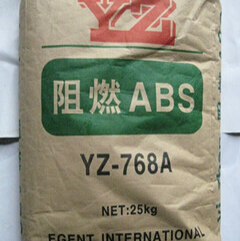 YZ
阻燃 ABS
YZ-768A
NET:25kg
EGENT INTERNATIONAL